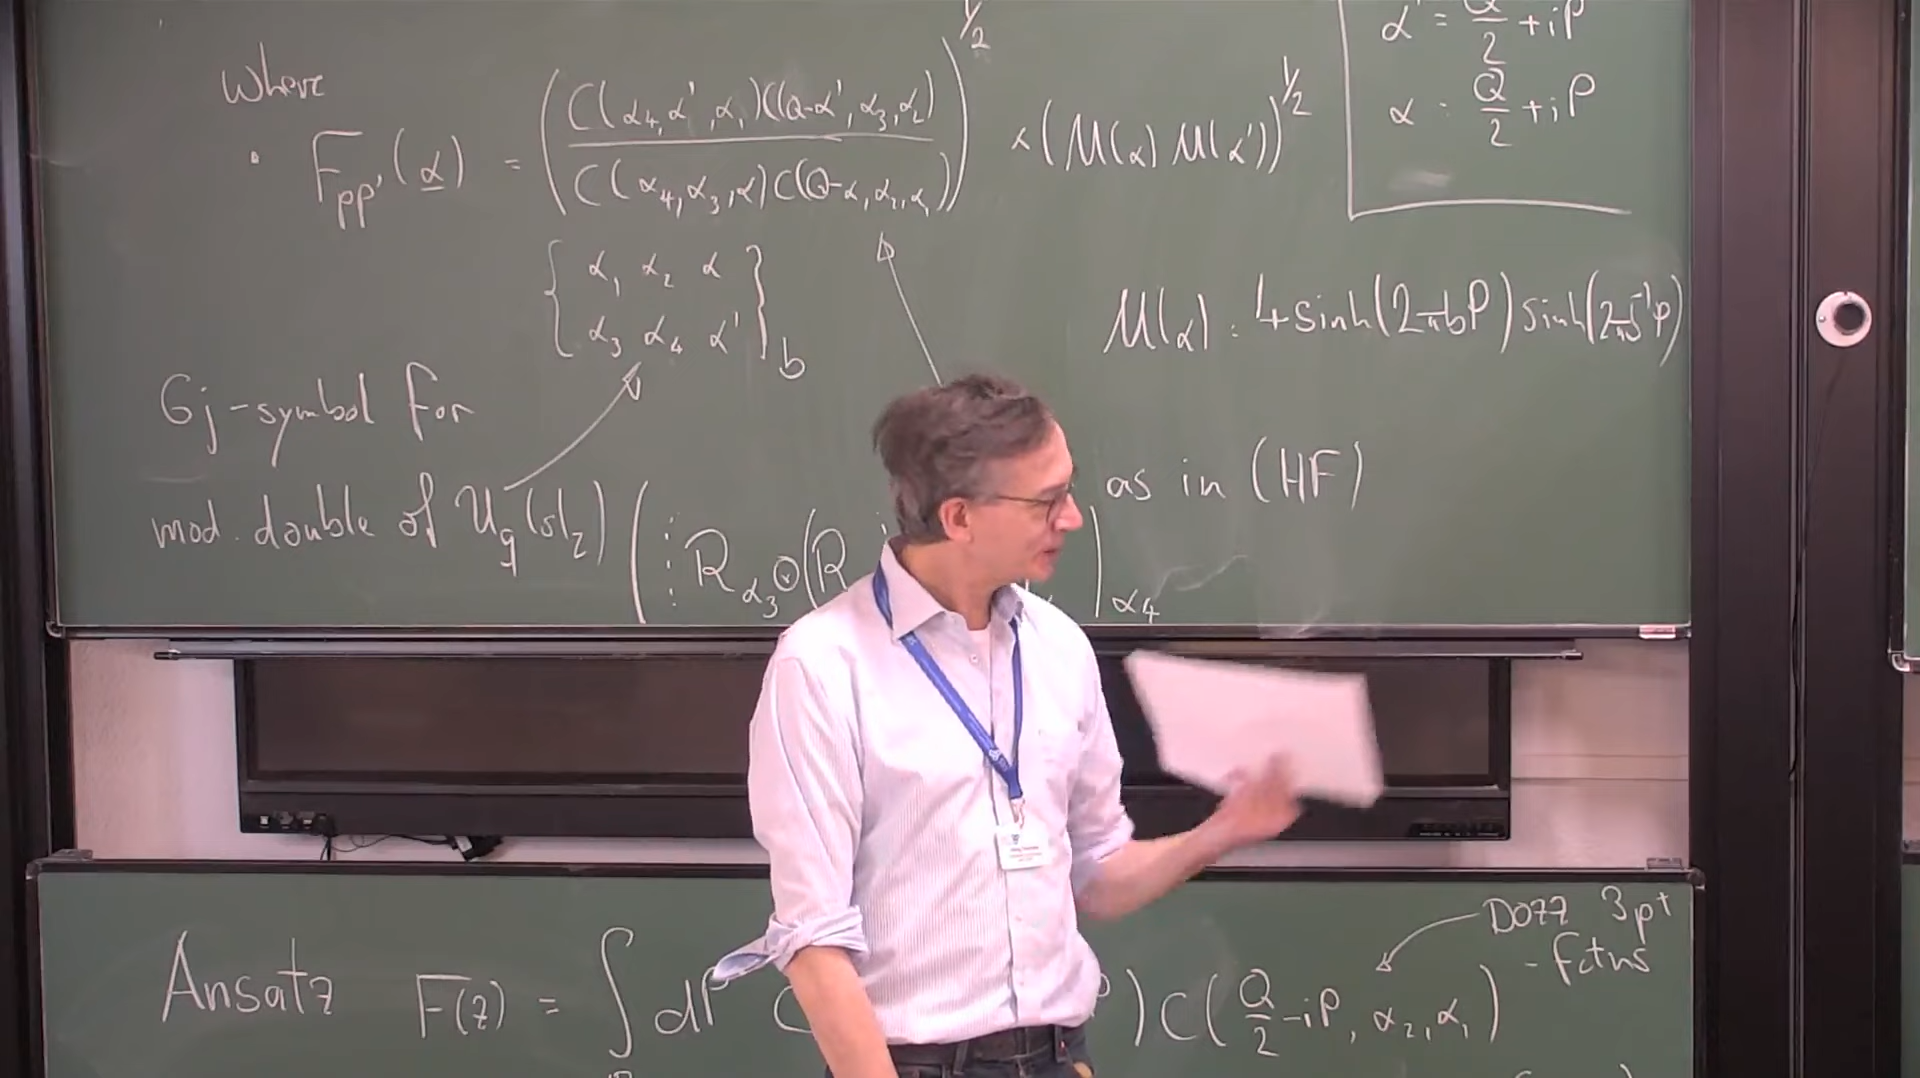 Where
α' = Q/2 + iP
α : Q/2 + iP
• F_{PP'}(α) = ( C(α₄, α', α₁) C(Q-α', α₃, α₂) / C(α₄, α₃, α) C(Q-α, α₂, α₁) )^{1/2} × (M(α) M(α'))^{1/2}
{ α₁ α₂ α
α₃ α₄ α' }_b
M(α) : 4 sinh(2πbP) sinh(2πb⁻¹P)
6j-symbol for
mod. double of U_q(sl₂) ( R_{α₃} ⊗ (R )_{α₄}
as in (HF)
Ansatz F(z) = ∫ dP C P) C(Q/2 - iP, α₂, α₁)
DOZZ 3pt
- fctns